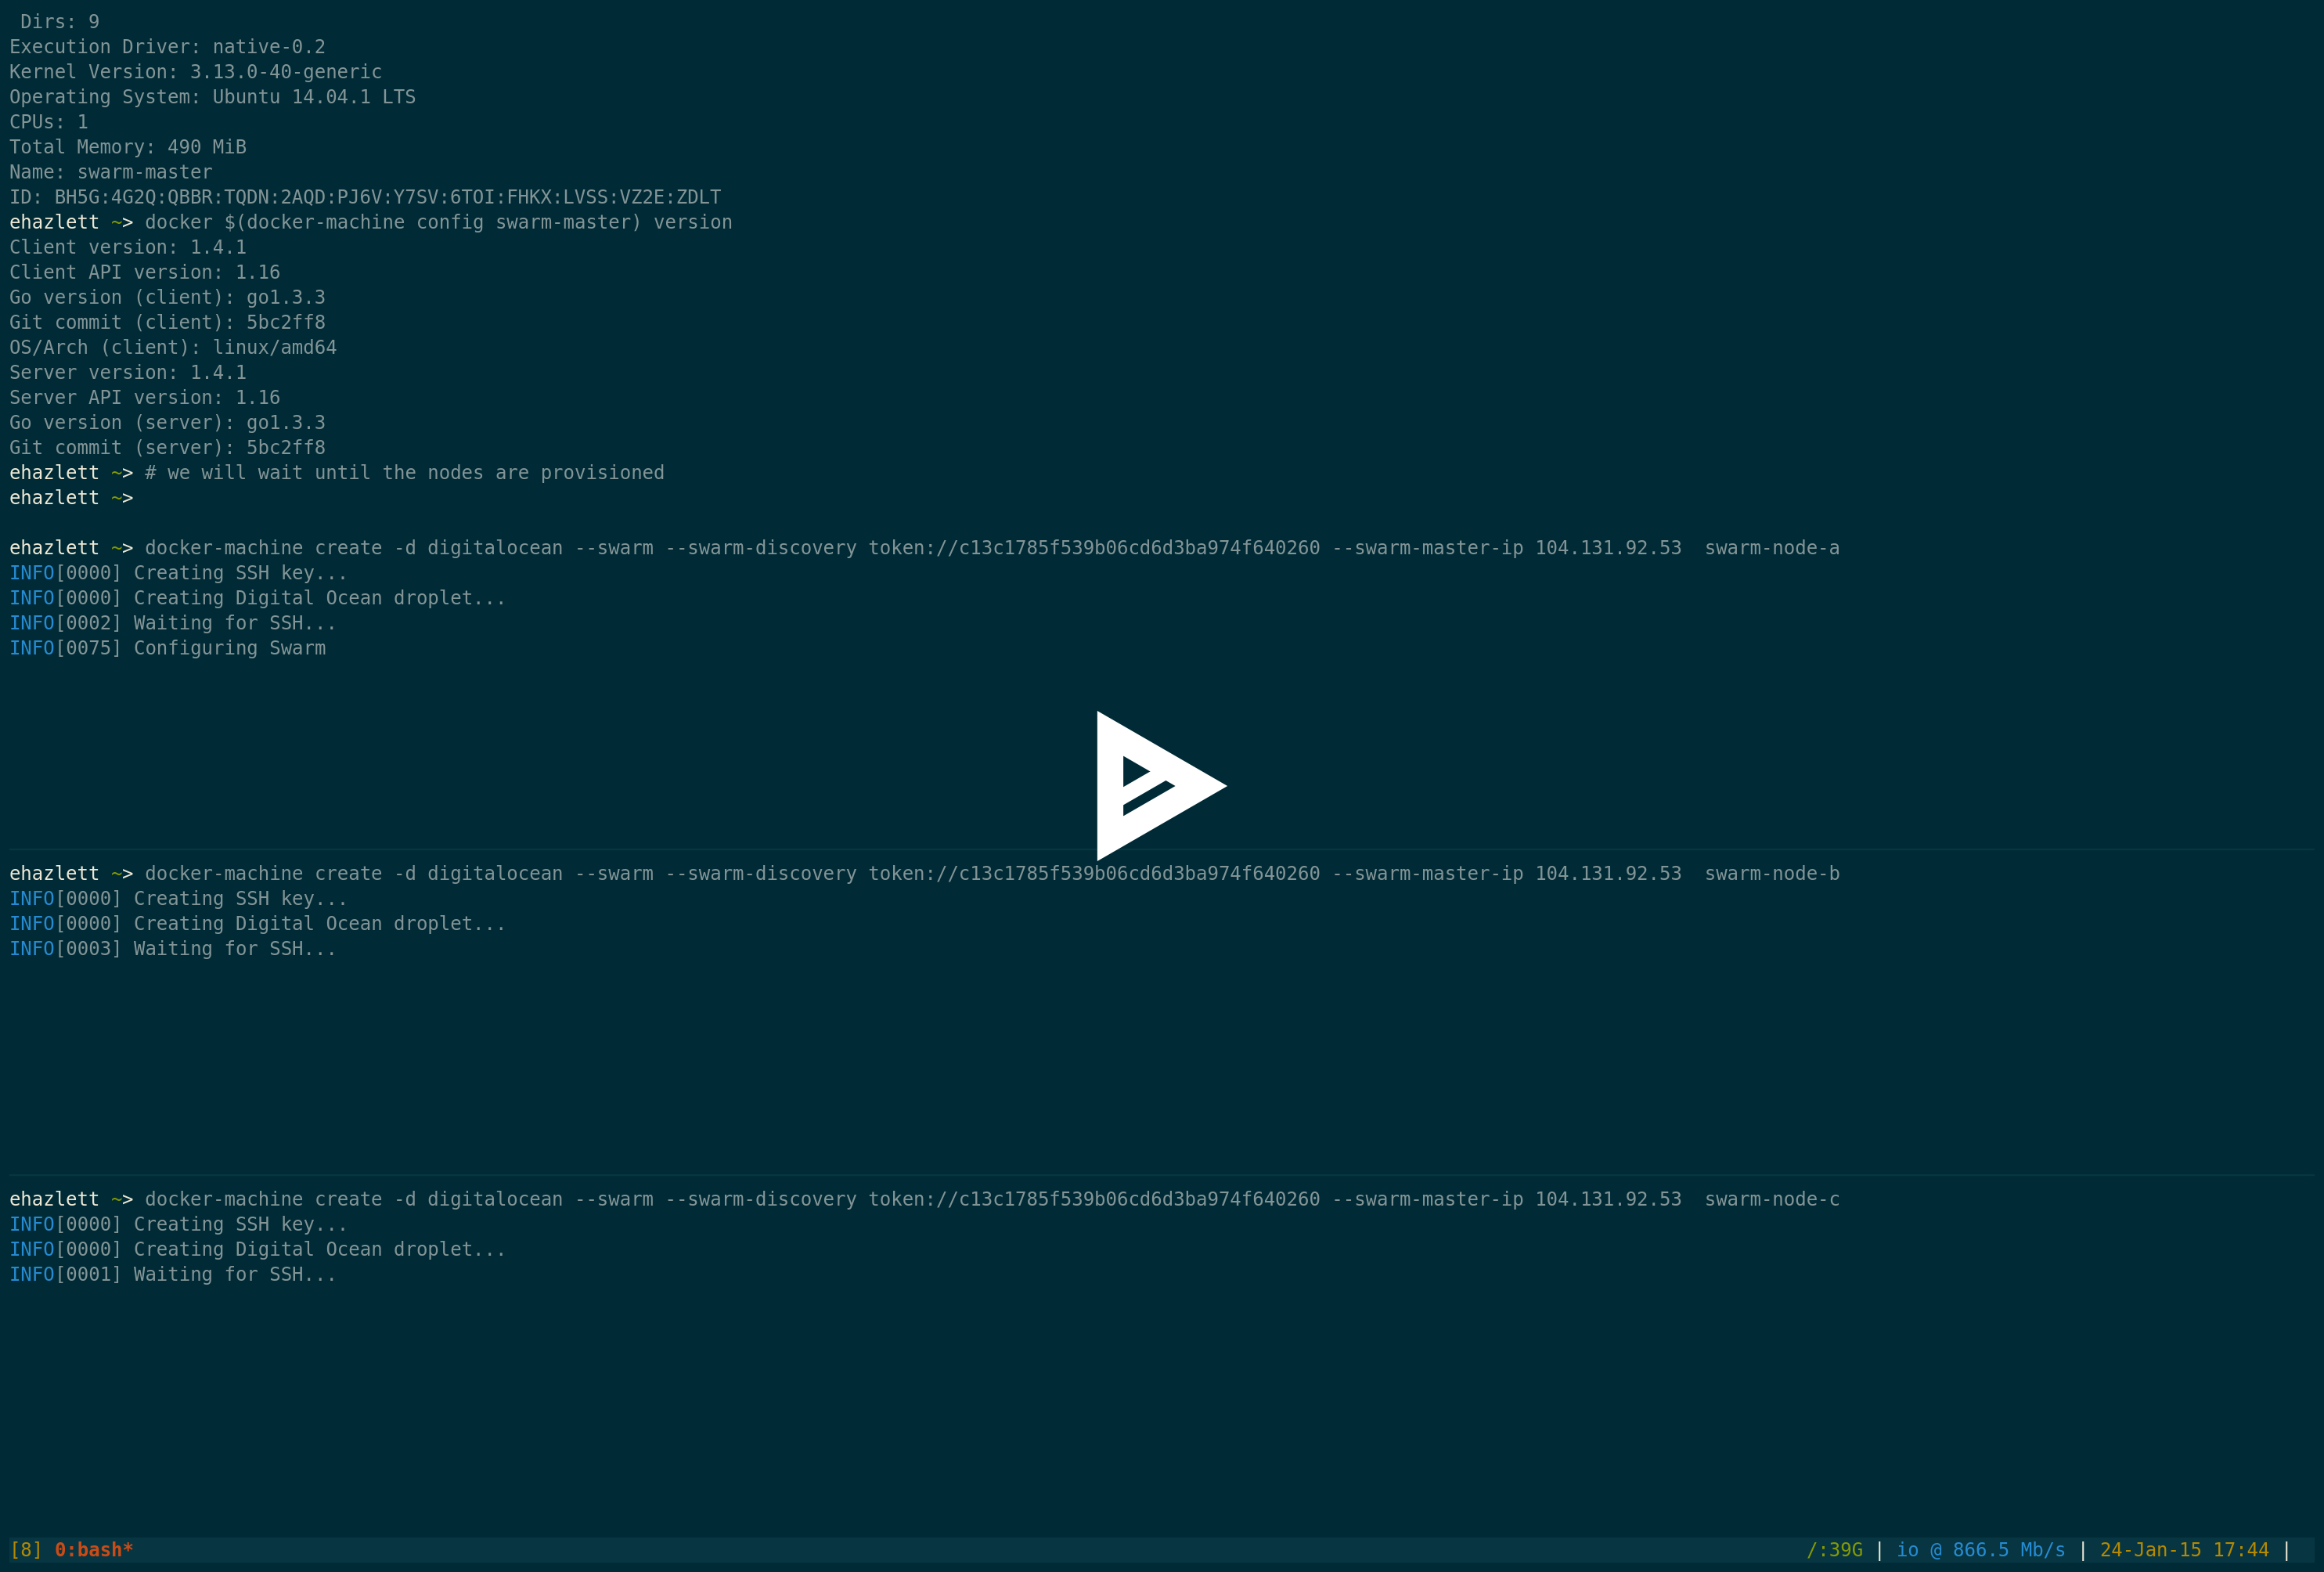 Dirs: 9
Execution Driver: native-0.2
Kernel Version: 3.13.0-40-generic
Operating System: Ubuntu 14.04.1 LTS
CPUs: 1
Total Memory: 490 MiB
Name: swarm-master
ID: BH5G:4G2Q:QBBR:TQDN:2AQD:PJ6V:Y7SV:6TOI:FHKX:LVSS:VZ2E:ZDLT
ehazlett ~> docker $(docker-machine config swarm-master) version
Client version: 1.4.1
Client API version: 1.16
Go version (client): go1.3.3
Git commit (client): 5bc2ff8
OS/Arch (client): linux/amd64
Server version: 1.4.1
Server API version: 1.16
Go version (server): go1.3.3
Git commit (server): 5bc2ff8
ehazlett ~> # we will wait until the nodes are provisioned
ehazlett ~>
ehazlett ~> docker-machine create -d digitalocean --swarm --swarm-discovery token://c13c1785f539b06cd6d3ba974f640260 --swarm-master-ip 104.131.92.53  swarm-node-a
INFO[0000] Creating SSH key...
INFO[0000] Creating Digital Ocean droplet...
INFO[0002] Waiting for SSH...
INFO[0075] Configuring Swarm
ehazlett ~> docker-machine create -d digitalocean --swarm --swarm-discovery token://c13c1785f539b06cd6d3ba974f640260 --swarm-master-ip 104.131.92.53  swarm-node-b
INFO[0000] Creating SSH key...
INFO[0000] Creating Digital Ocean droplet...
INFO[0003] Waiting for SSH...
ehazlett ~> docker-machine create -d digitalocean --swarm --swarm-discovery token://c13c1785f539b06cd6d3ba974f640260 --swarm-master-ip 104.131.92.53  swarm-node-c
INFO[0000] Creating SSH key...
INFO[0000] Creating Digital Ocean droplet...
INFO[0001] Waiting for SSH...
[8] 0:bash* /:39G | io @ 866.5 Mb/s | 24-Jan-15 17:44 |